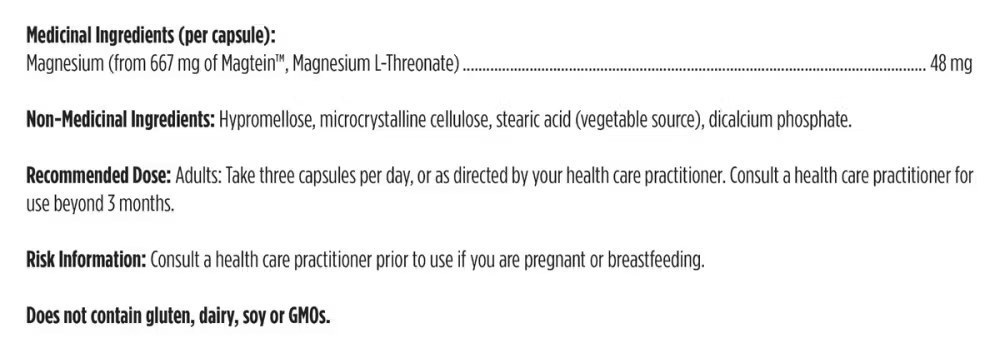 Medicinal Ingredients (per capsule):
Magnesium (from 667 mg of Magtein™, Magnesium L-Threonate) ........................................................................................................................ 48 mg
Non-Medicinal Ingredients: Hypromellose, microcrystalline cellulose, stearic acid (vegetable source), dicalcium phosphate.
Recommended Dose: Adults: Take three capsules per day, or as directed by your health care practitioner. Consult a health care practitioner for
use beyond 3 months.
Risk Information: Consult a health care practitioner prior to use if you are pregnant or breastfeeding.
Does not contain gluten, dairy, soy or GMOs.